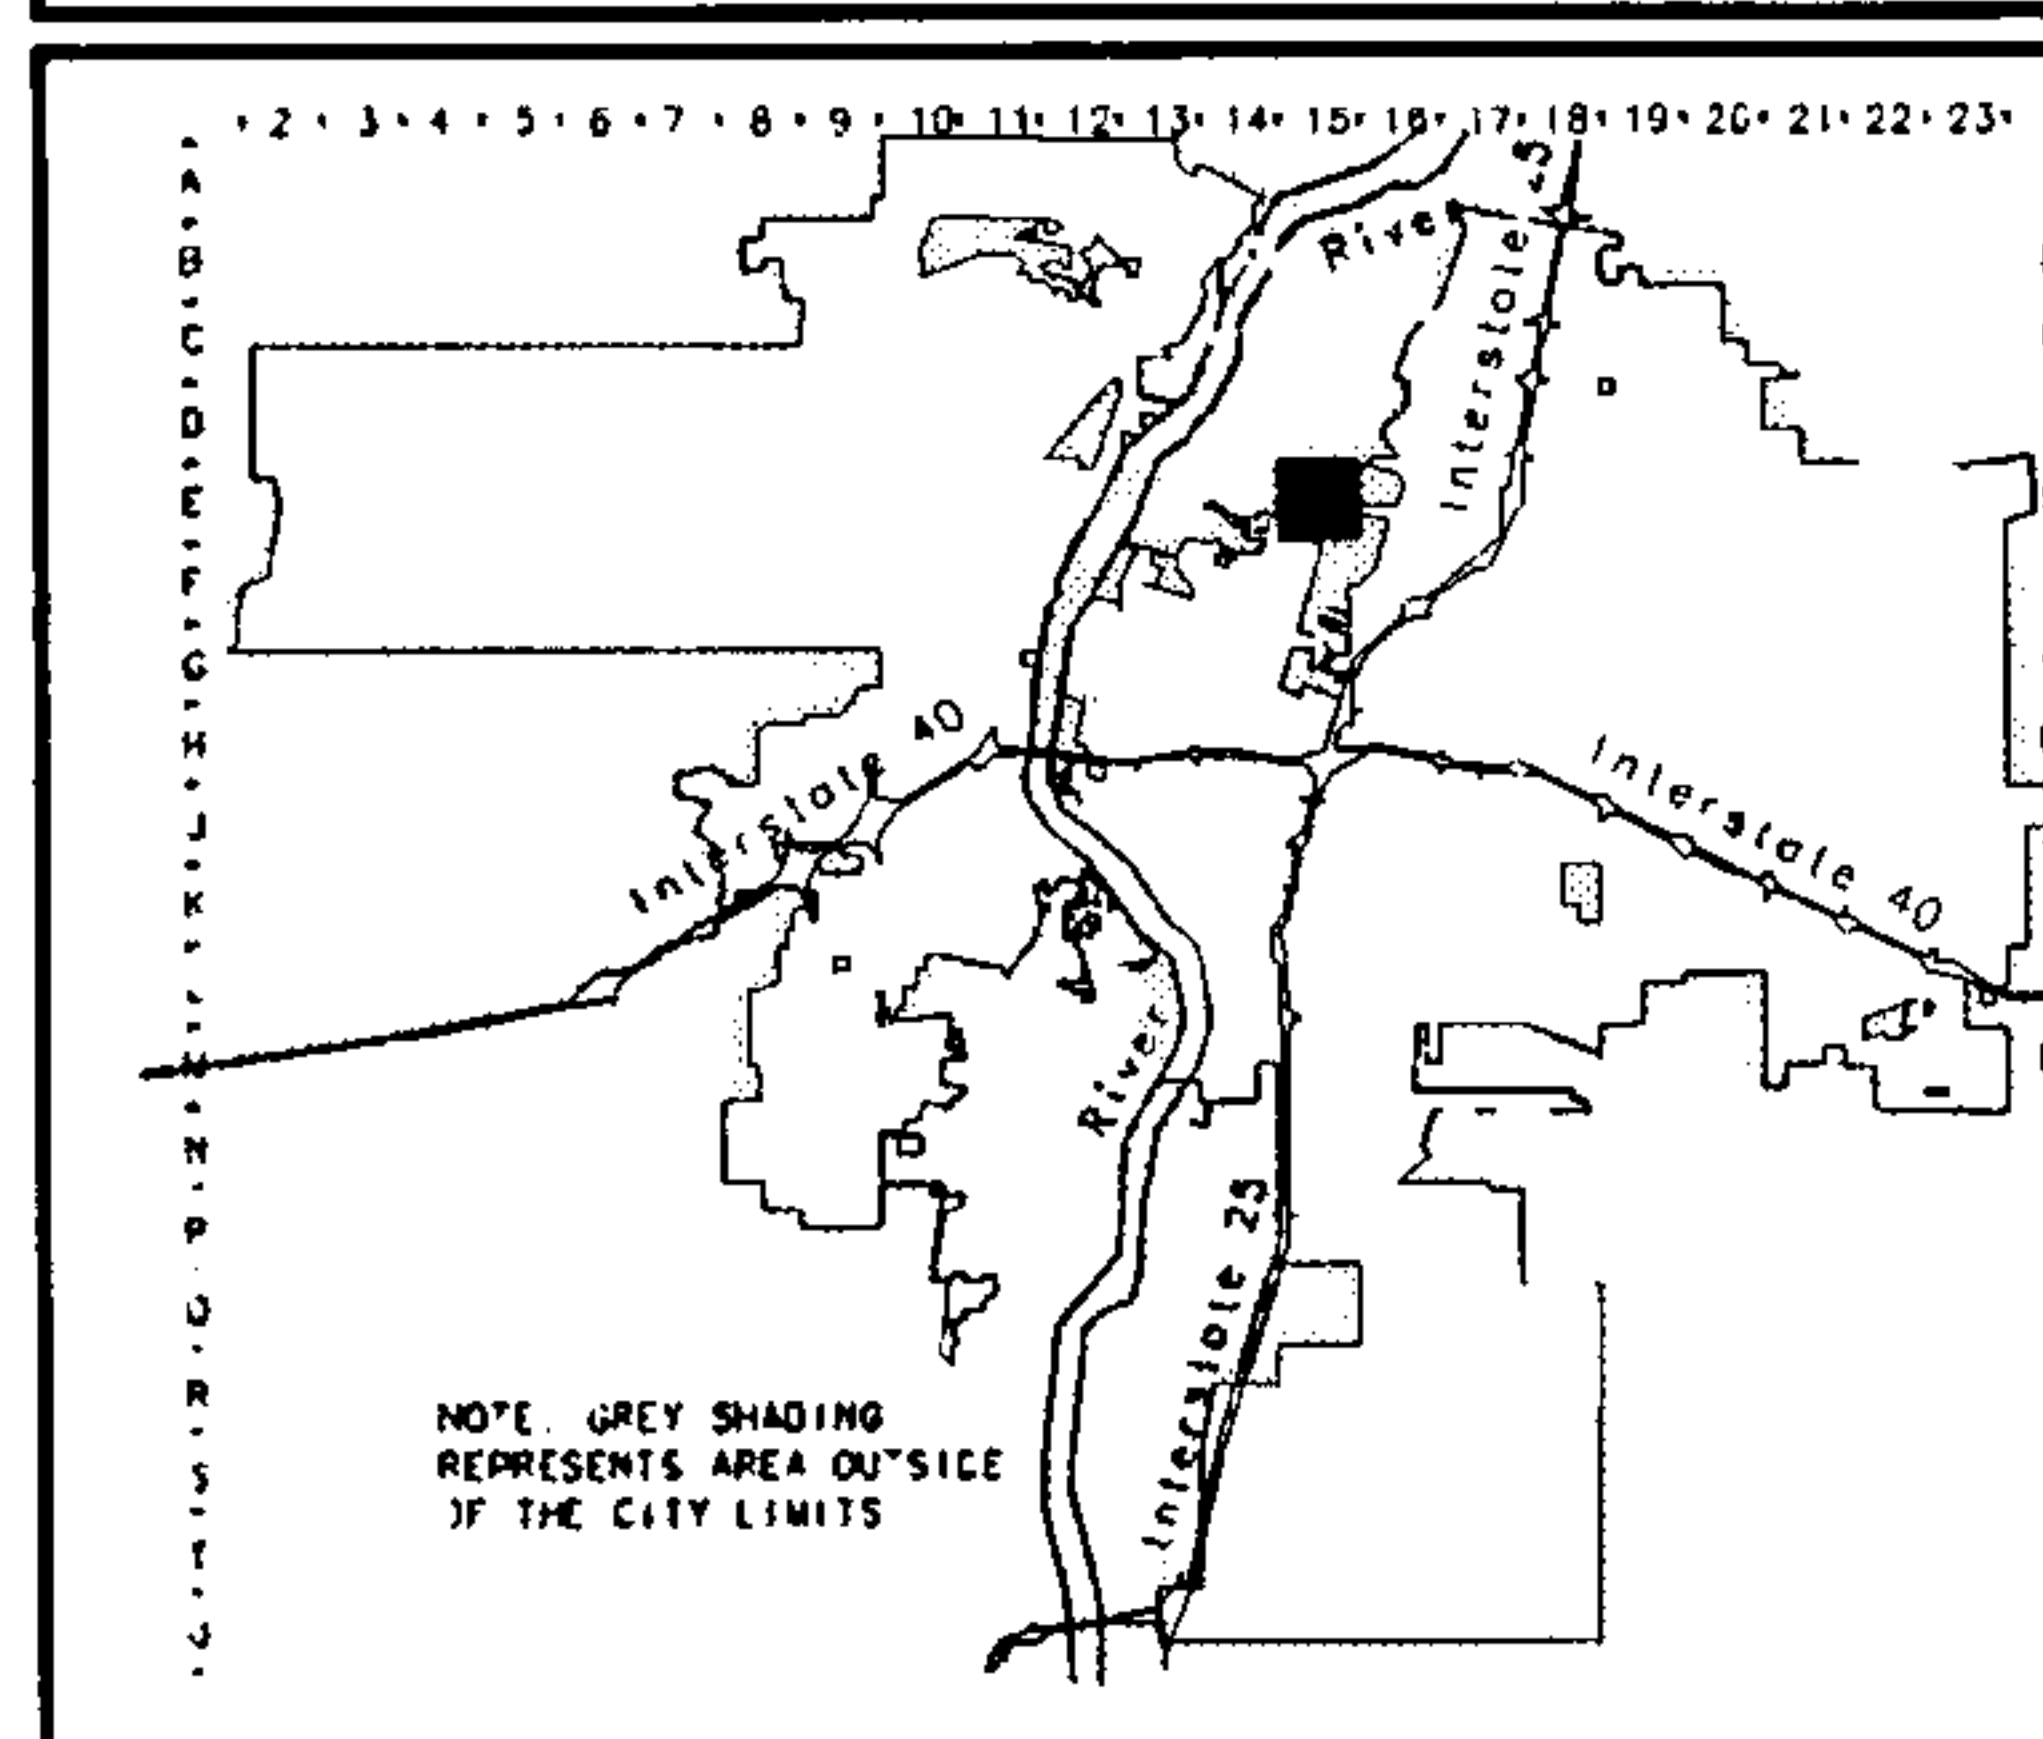 2 3 4 5 6 7 8 9 10 11 12 13 14 15 16 17 18 19 20 21 22 23
A
B
C
D
E
F
G
H
J
K
M
N
P
Q
R
S
T
River
Interstate
Interstate 40
Interstate 40
River
Interstate 25
NOTE. GREY SHADING
REPRESENTS AREA OUTSIDE
OF THE CITY LIMITS